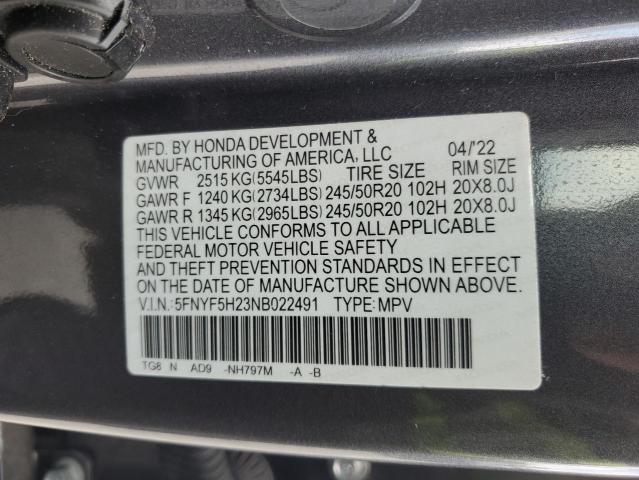 MFD. BY HONDA DEVELOPMENT &
MANUFACTURING OF AMERICA, LLC 04/'22
GVWR 2515 KG(5545LBS) TIRE SIZE RIM SIZE
GAWR F 1240 KG(2734LBS) 245/50R20 102H 20X8.0J
GAWR R 1345 KG(2965LBS) 245/50R20 102H 20X8.0J
THIS VEHICLE CONFORMS TO ALL APPLICABLE
FEDERAL MOTOR VEHICLE SAFETY
AND THEFT PREVENTION STANDARDS IN EFFECT
ON THE DATE OF MANUFACTURE SHOWN ABOVE.
V.I.N.:5FNYF5H23NB022491 TYPE:MPV
TG8 N AD9 -NH797M -A -B